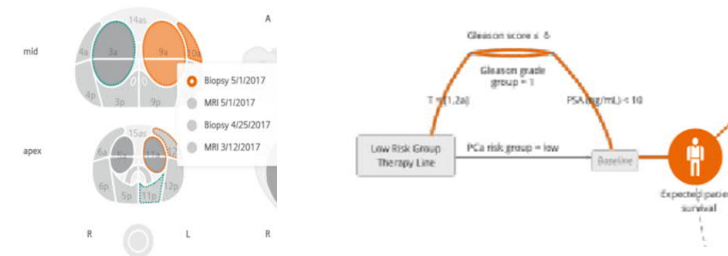 14as
A
mid
4a
3a
9a
10a
4p
3p
9p
Biopsy 5/1/2017
MRI 5/1/2017
Biopsy 4/25/2017
MRI 3/12/2017
apex
15as
6a
12
6p
5p
11p
12p
R
L
R
Gleason score ≤ 6
Gleason grade
group = 1
PSA (ng/mL) < 10
Low Risk Group
Therapy Line
PCa risk group = low
Baseline
Expected
survival